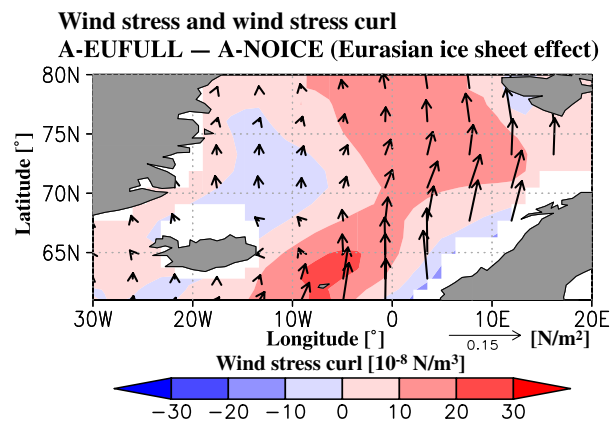 Wind stress and wind stress curl
A-EUFULL — A-NOICE (Eurasian ice sheet effect)
80N
75N
70N
65N
Latitude [°]
30W 20W 10W 0 10E 20E
Longitude [°]
0.15
[N/m²]
Wind stress curl [10⁻⁸ N/m³]
−30 −20 −10 0 10 20 30